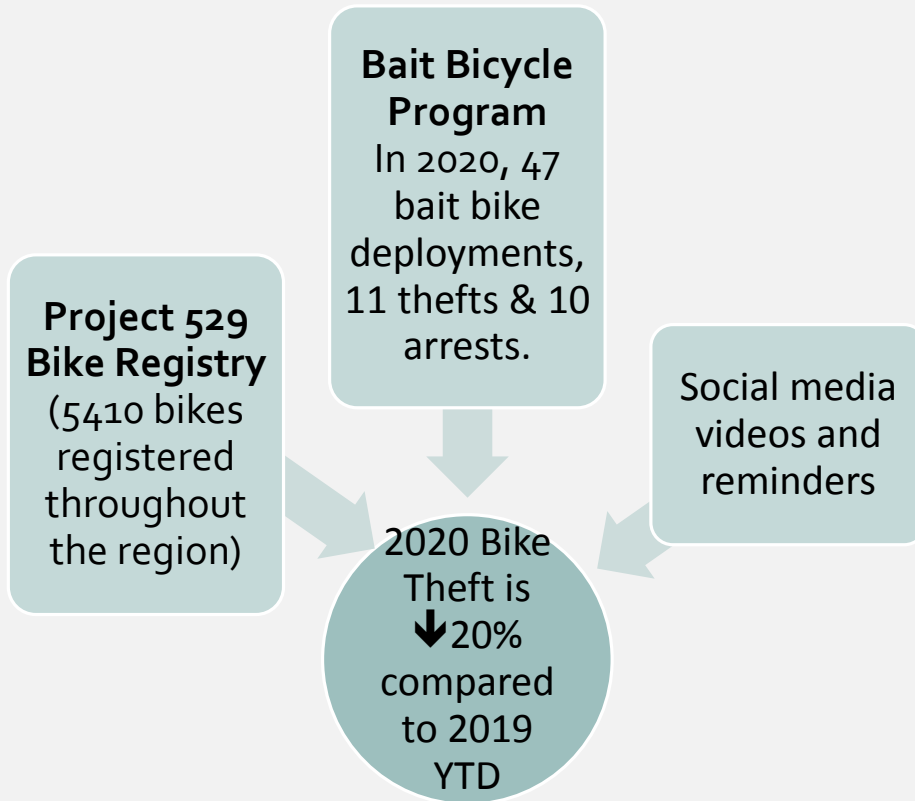 Bait Bicycle
Program
In 2020, 47
bait bike
deployments,
11 thefts & 10
arrests.
Project 529
Bike Registry
(5410 bikes
registered
throughout
the region)
Social media
videos and
reminders
2020 Bike
Theft is
🡻20%
compared
to 2019
YTD